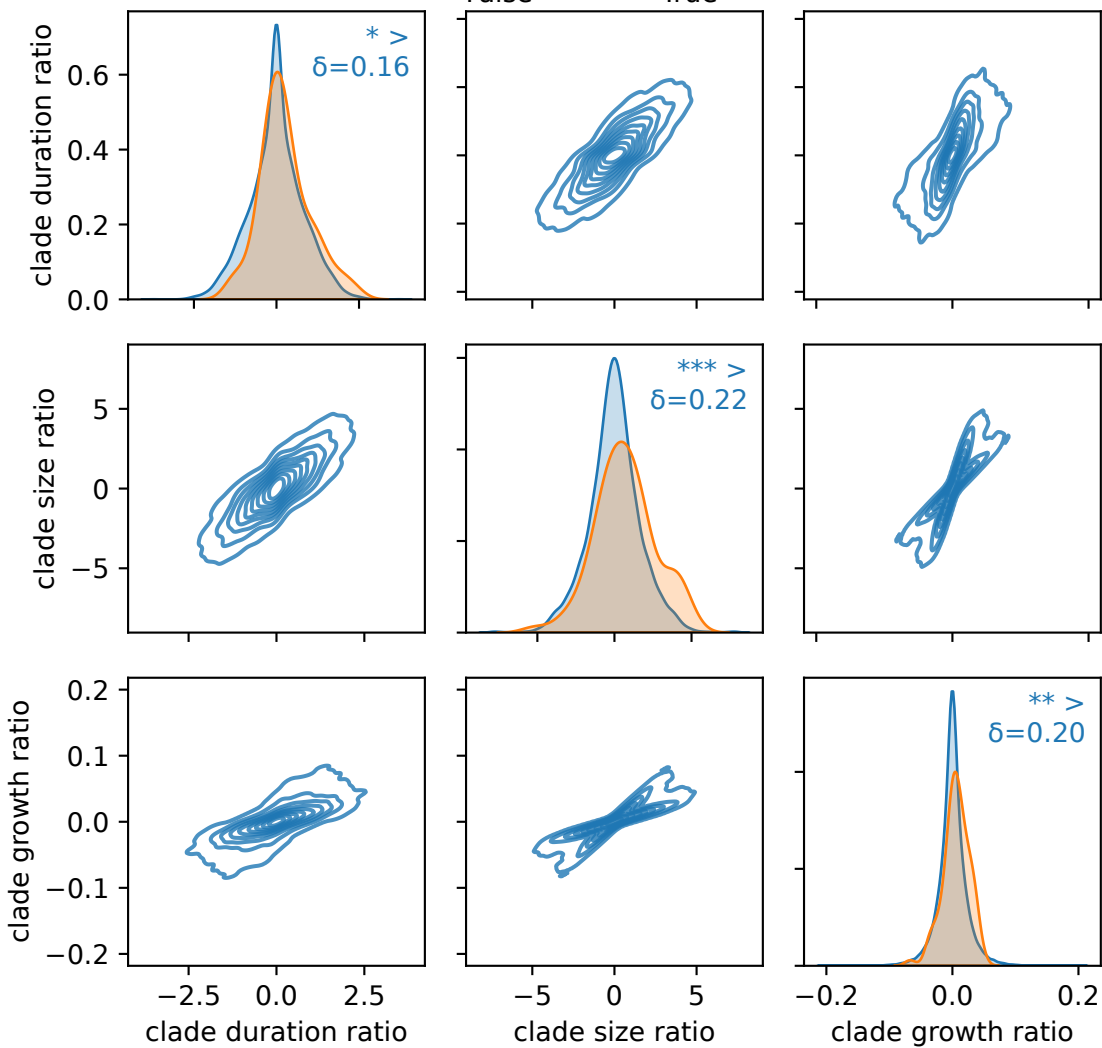 * >
δ=0.16
clade duration ratio
0.6
0.4
0.2
0.0
*** >
δ=0.22
clade size ratio
5
0
−5
** >
δ=0.20
clade growth ratio
0.2
0.1
0.0
−0.1
−0.2
−2.5 0.0 2.5
−5 0 5
−0.2 0.0 0.2
clade duration ratio
clade size ratio
clade growth ratio